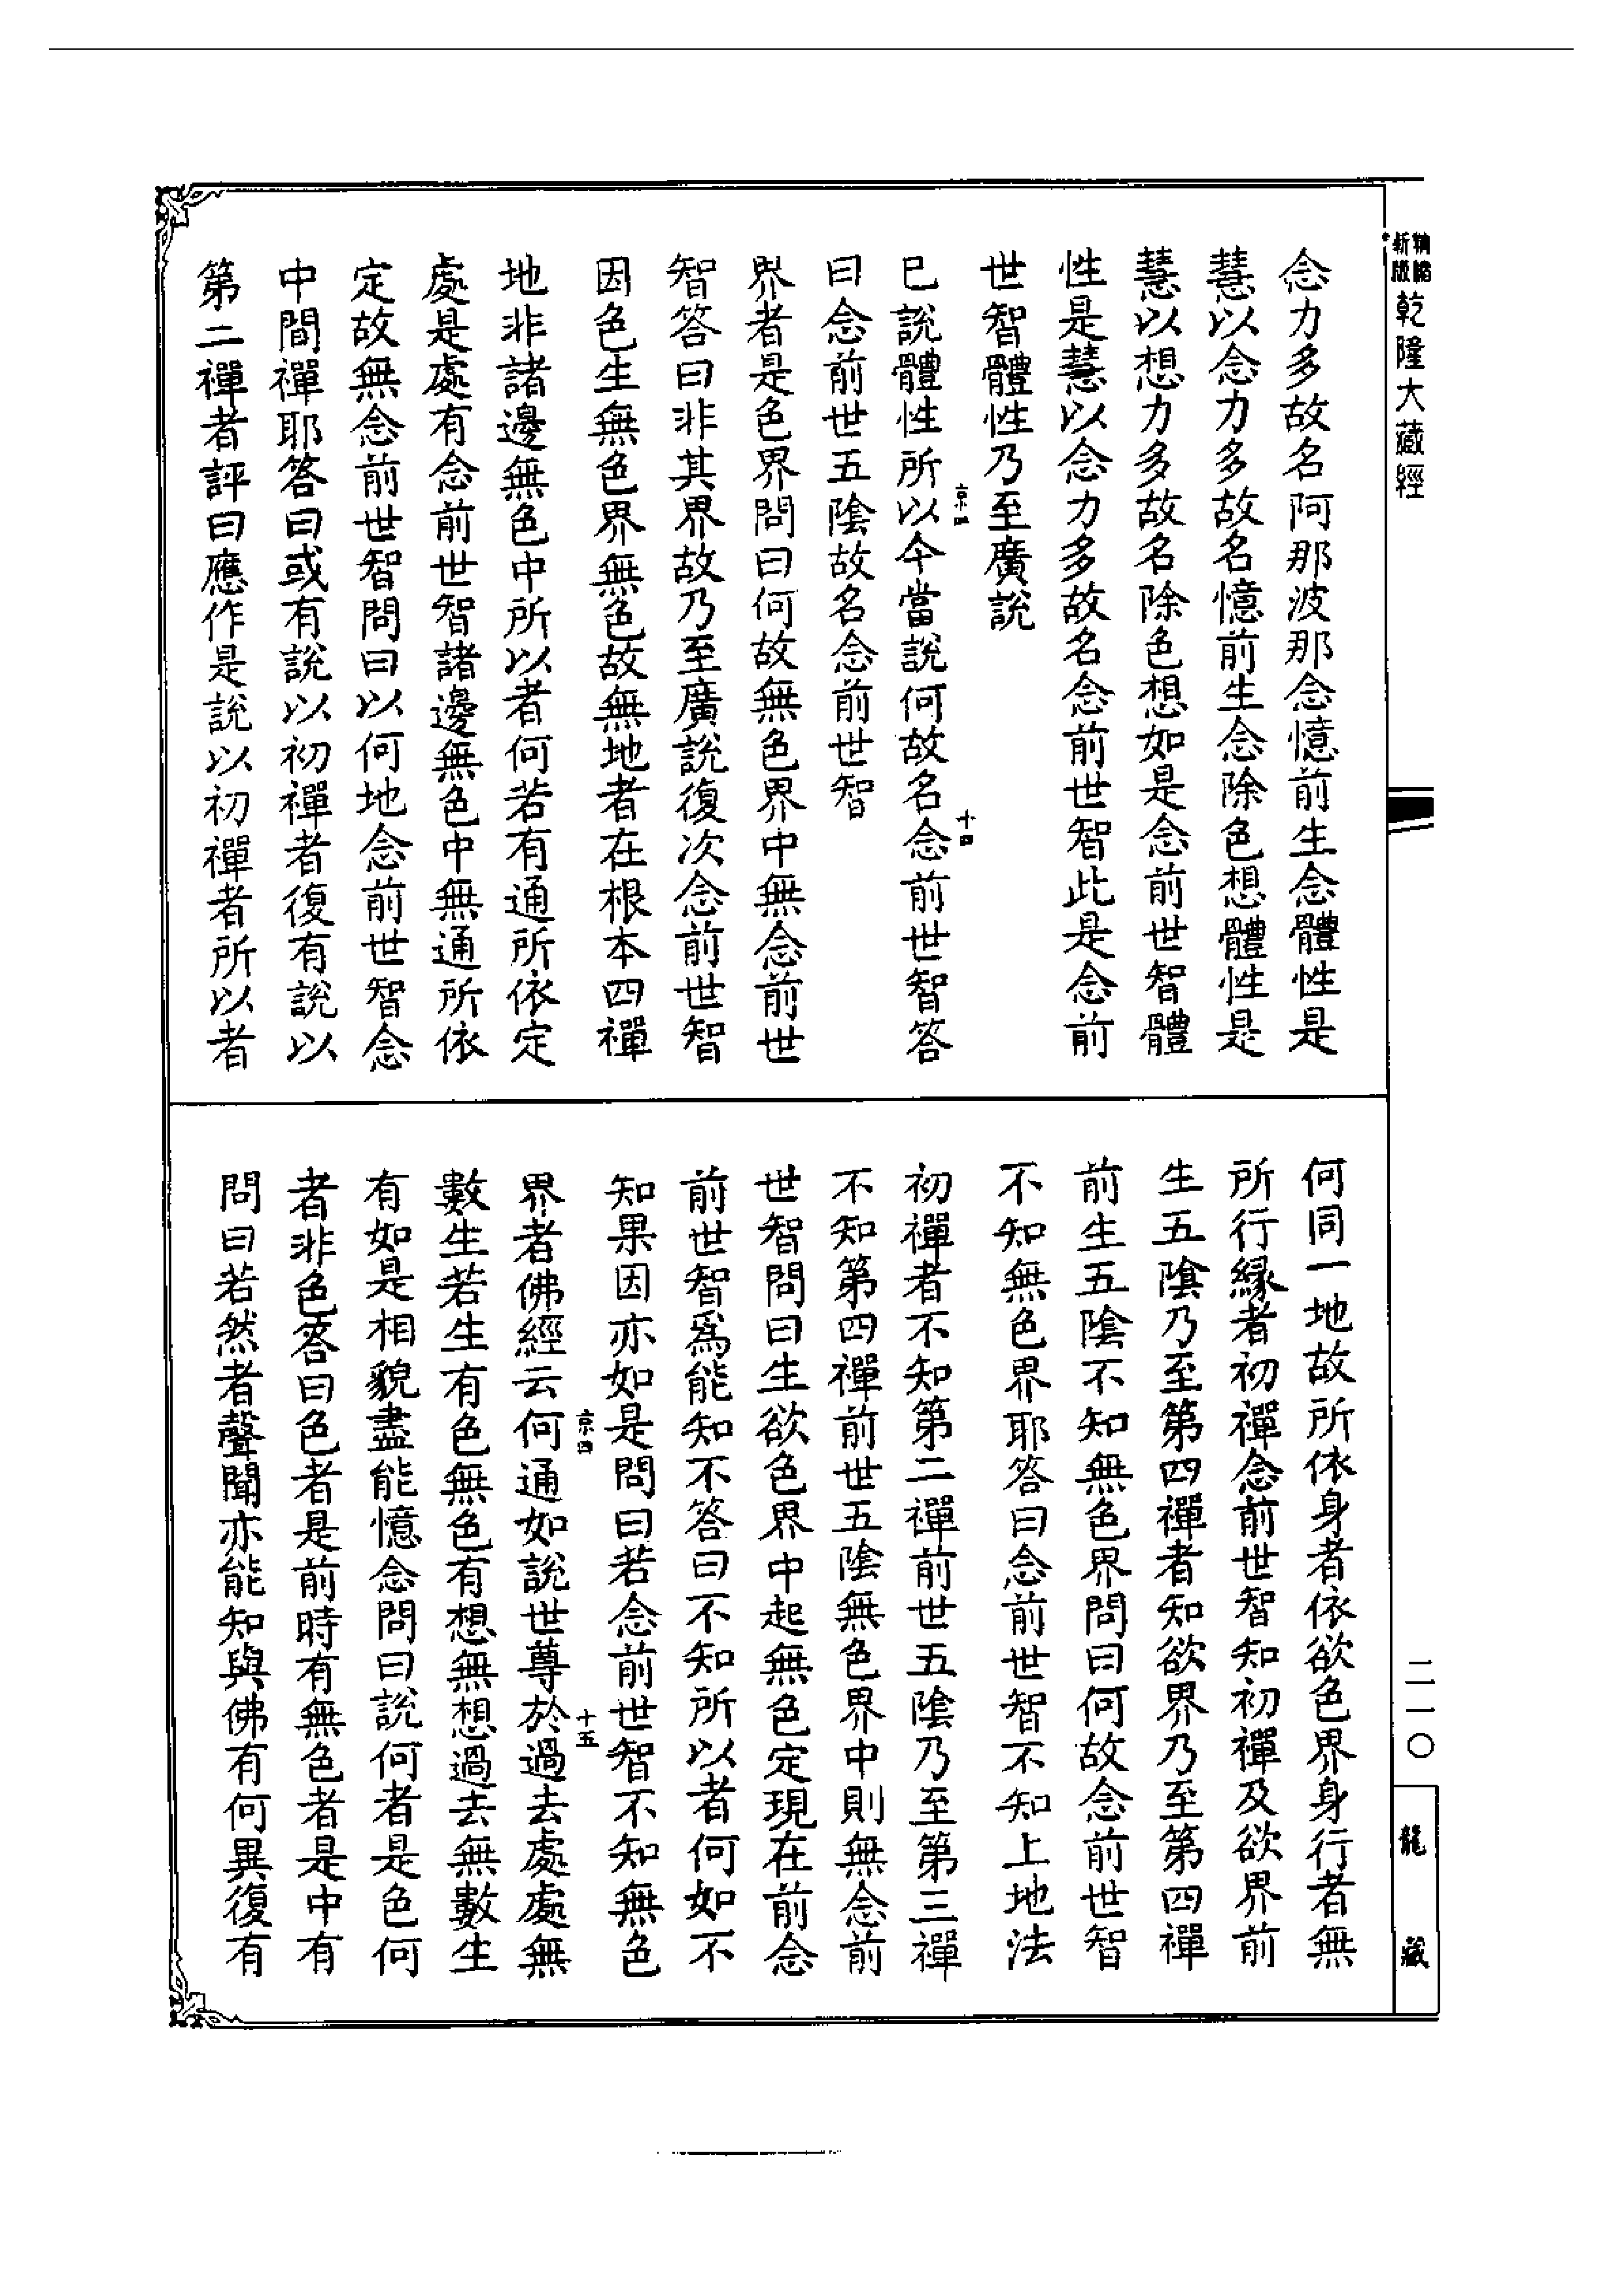 精縮
新版
乾隆大藏經
念力多故名阿那波那念憶前生念體性是
慧以念力多故名憶前生念除色想體性是
慧以想力多故名除色想如是念前世智體
性是慧以念力多故名念前世智此是念前
世智體性乃至廣說
已說體性所以今當說何故名念前世智答
曰念前世五陰故名念前世智
界者是色界問曰何故無色界中無念前世
智答曰非其界故乃至廣說復次念前世智
因色生無色界無色故無地者在根本四禪
地非諸邊無色中所以者何若有通所依定
處是處有念前世智諸邊無色中無通所依
定故無念前世智問曰以何地念前世智念
中間禪耶答曰或有說以初禪者復有說以
第二禪者評曰應作是說以初禪者所以者
京四
十四
何同一地故所依身者依欲色界身行者無
所行緣者初禪念前世智知初禪及欲界前
生五陰乃至第四禪者知欲界乃至第四禪
前生五陰不知無色界問曰何故念前世智
不知無色界耶答曰念前世智不知上地法
初禪者不知第二禪前世五陰乃至第三禪
不知第四禪前世五陰無色界中則無念前
世智問曰生欲色界中起無色定現在前念
前世智爲能知不答曰不知所以者何如不
知果因亦如是問曰若念前世智不知無色
界者佛經云何通如說世尊於過去處處無
數生若生有色無色有想無想過去無數生
有如是相貌盡能憶念問曰說何者是色何
者非色答曰色者是前時有無色者是中有
問曰若然者聲聞亦能知與佛有何異復有
京四
十五
二一〇
龍藏